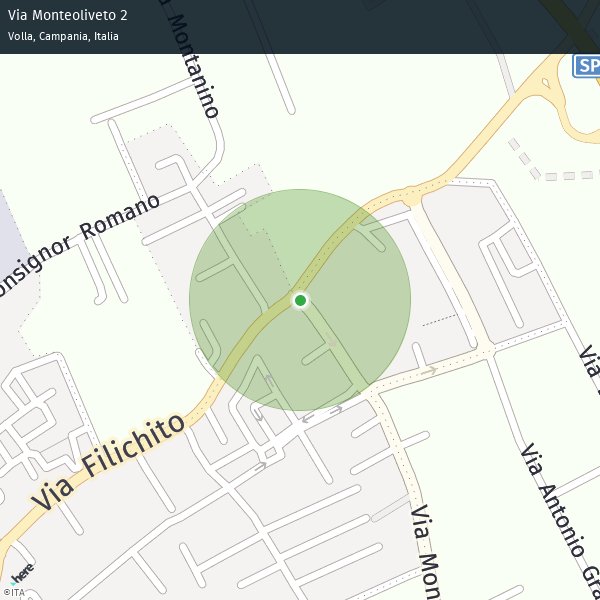 Via Monteoliveto 2
Volla, Campania, Italia
Montanino
SP
Romano
Via Filichito
Via
Via Antonio Gra
Via Mon
here
©ITA